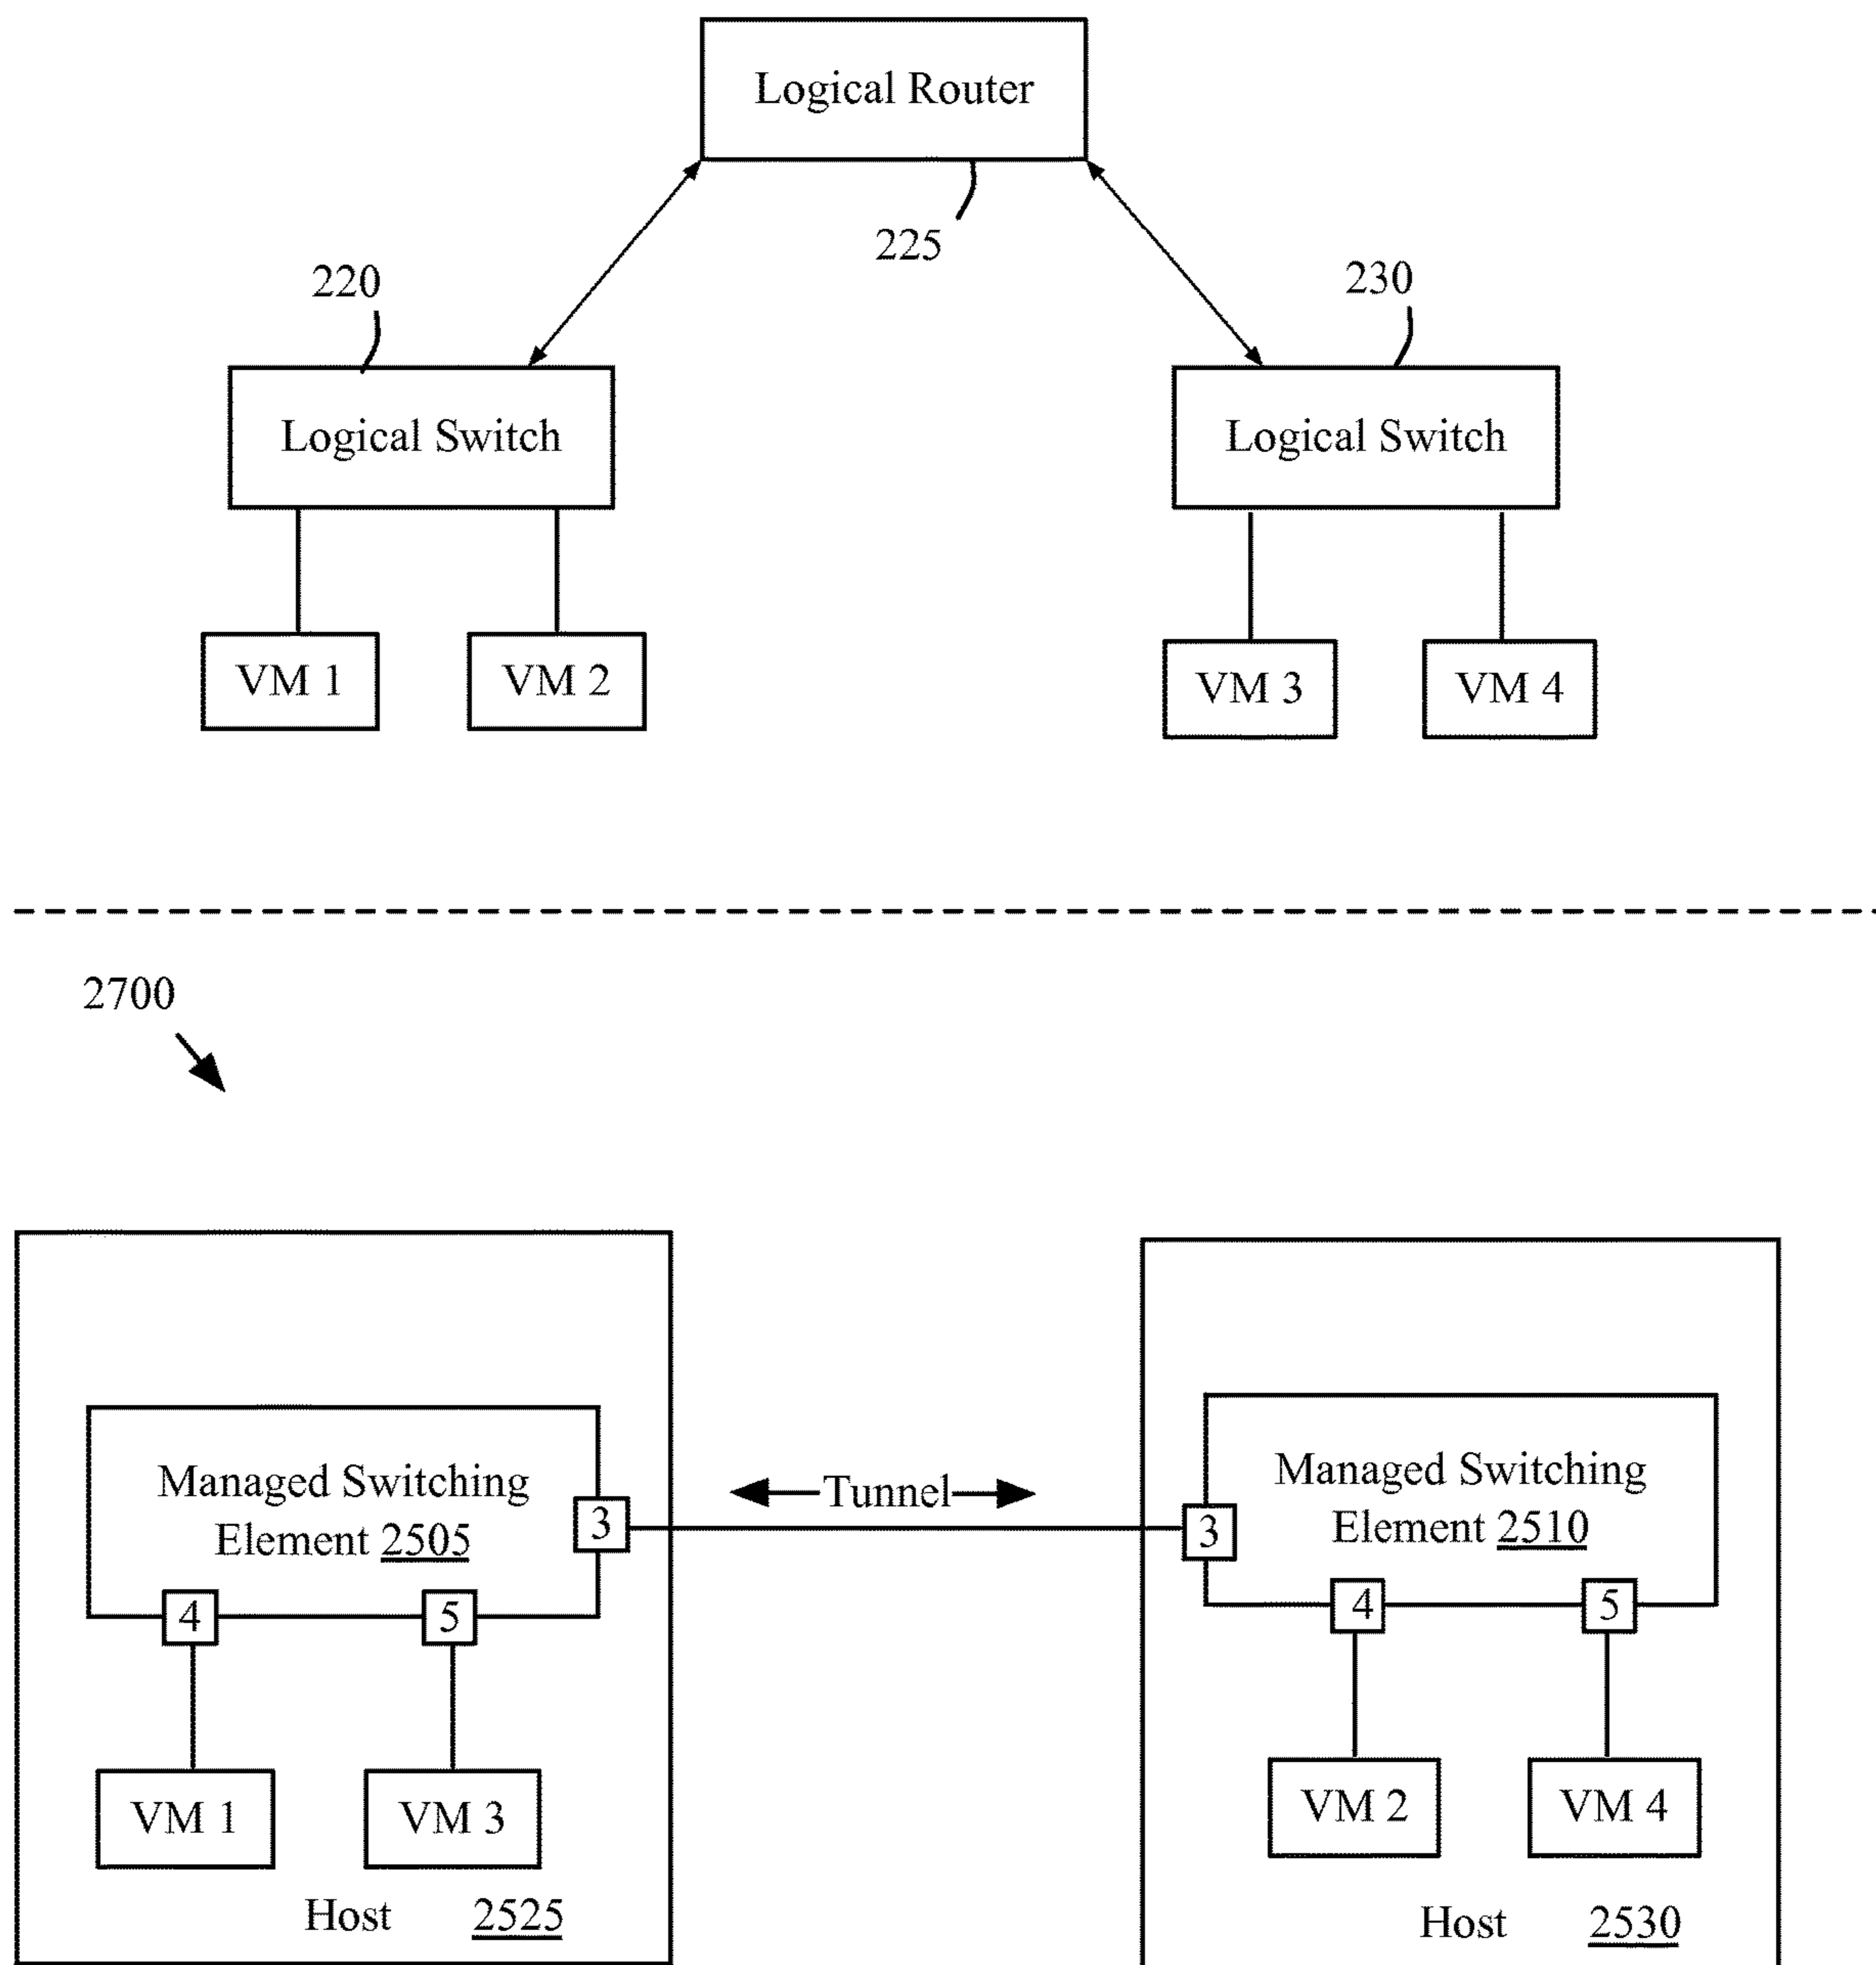 Logical Router
225
220
230
Logical Switch
Logical Switch
VM 1
VM 2
VM 3
VM 4
2700
Managed Switching
Element 2505
3
4
5
Tunnel
Managed Switching
Element 2510
3
4
5
VM 1
VM 3
VM 2
VM 4
Host 2525
Host 2530